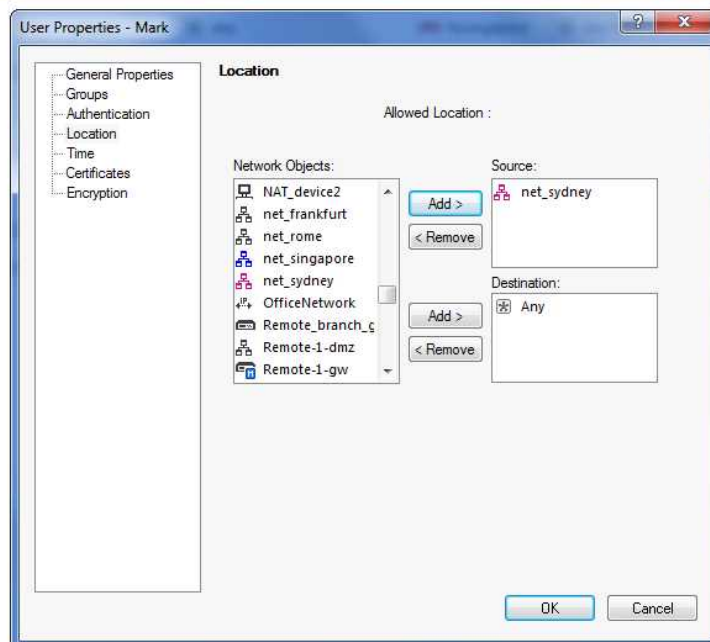 User Properties - Mark
General Properties
Groups
Authentication
Location
Time
Certificates
Encryption
Location
Allowed Location :
Network Objects:
NAT_device2
net_frankfurt
net_rome
net_singapore
net_sydney
OfficeNetwork
Remote_branch_g
Remote-1-dmz
Remote-1-gw
Add >
< Remove
Add >
< Remove
Source:
net_sydney
Destination:
Any
OK
Cancel